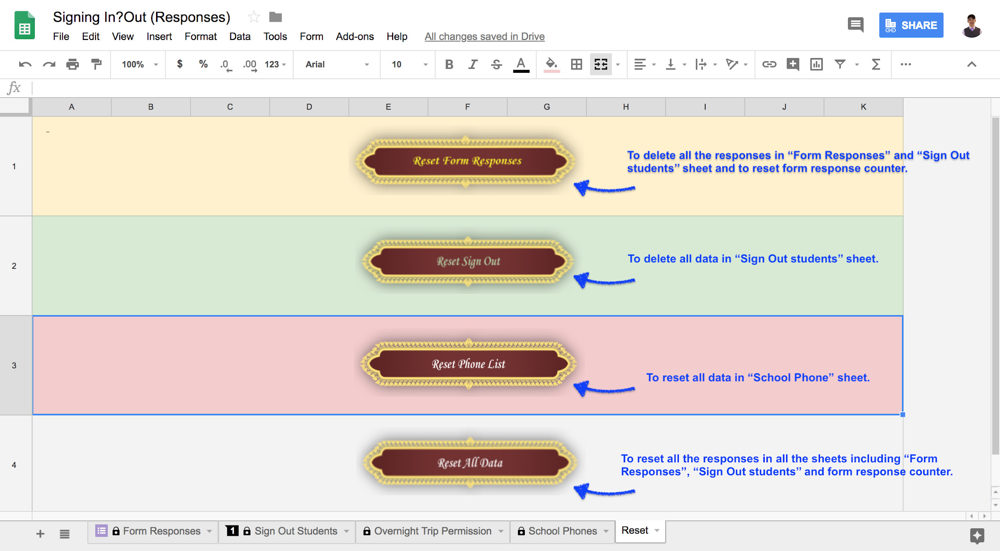 Signing In?Out (Responses)
SHARE
File Edit View Insert Format Data Tools Form Add-ons Help All changes saved in Drive
100% $ % .0 .00 123 Arial 10 B I S A Σ
fx
A B C D E F G H I J K
1
Reset Form Responses
To delete all the responses in “Form Responses” and “Sign Out
students” sheet and to reset form response counter.
2
Reset Sign Out
To delete all data in “Sign Out students” sheet.
3
Reset Phone List
To reset all data in “School Phone” sheet.
4
Reset All Data
To reset all the responses in all the sheets including “Form
Responses”, “Sign Out students” and form response counter.
Form Responses 1 Sign Out Students Overnight Trip Permission School Phones Reset